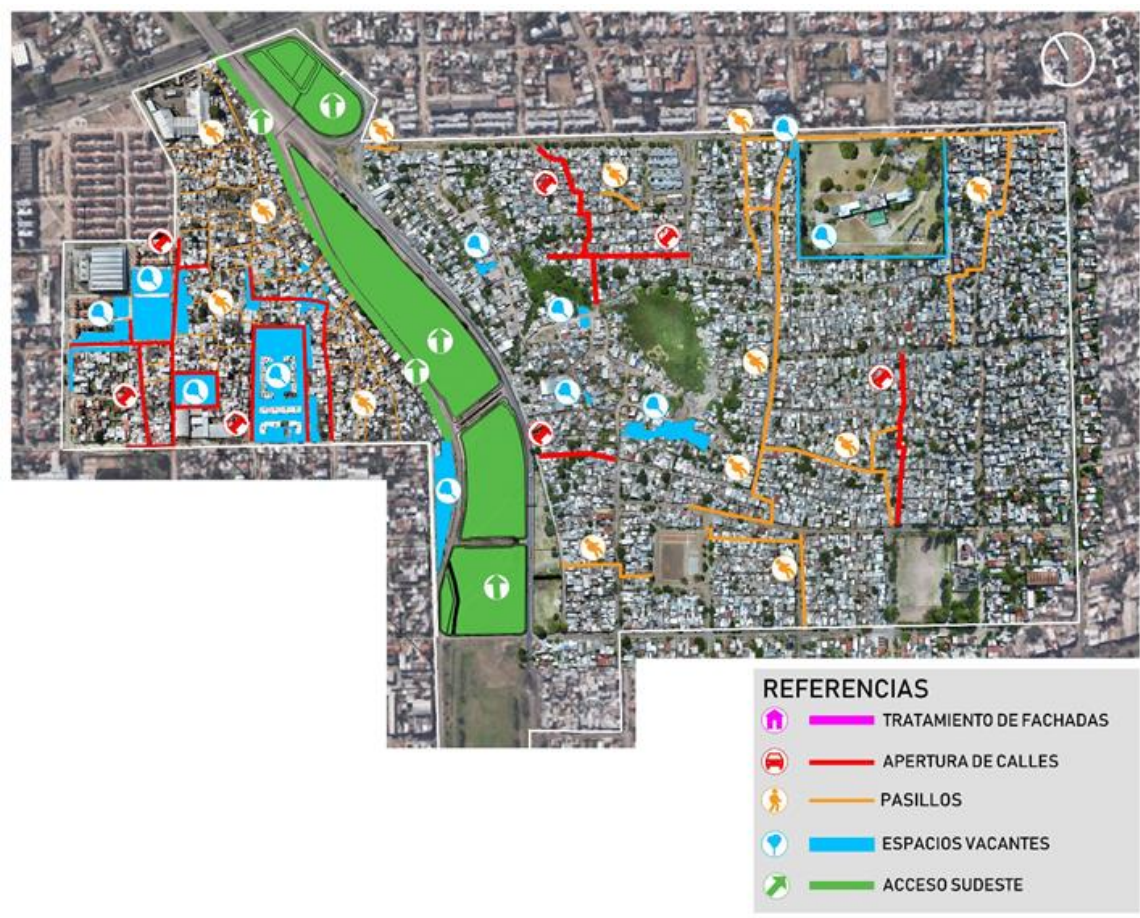 REFERENCIAS
TRATAMIENTO DE FACHADAS
APERTURA DE CALLES
PASILLOS
ESPACIOS VACANTES
ACCESO SUDESTE